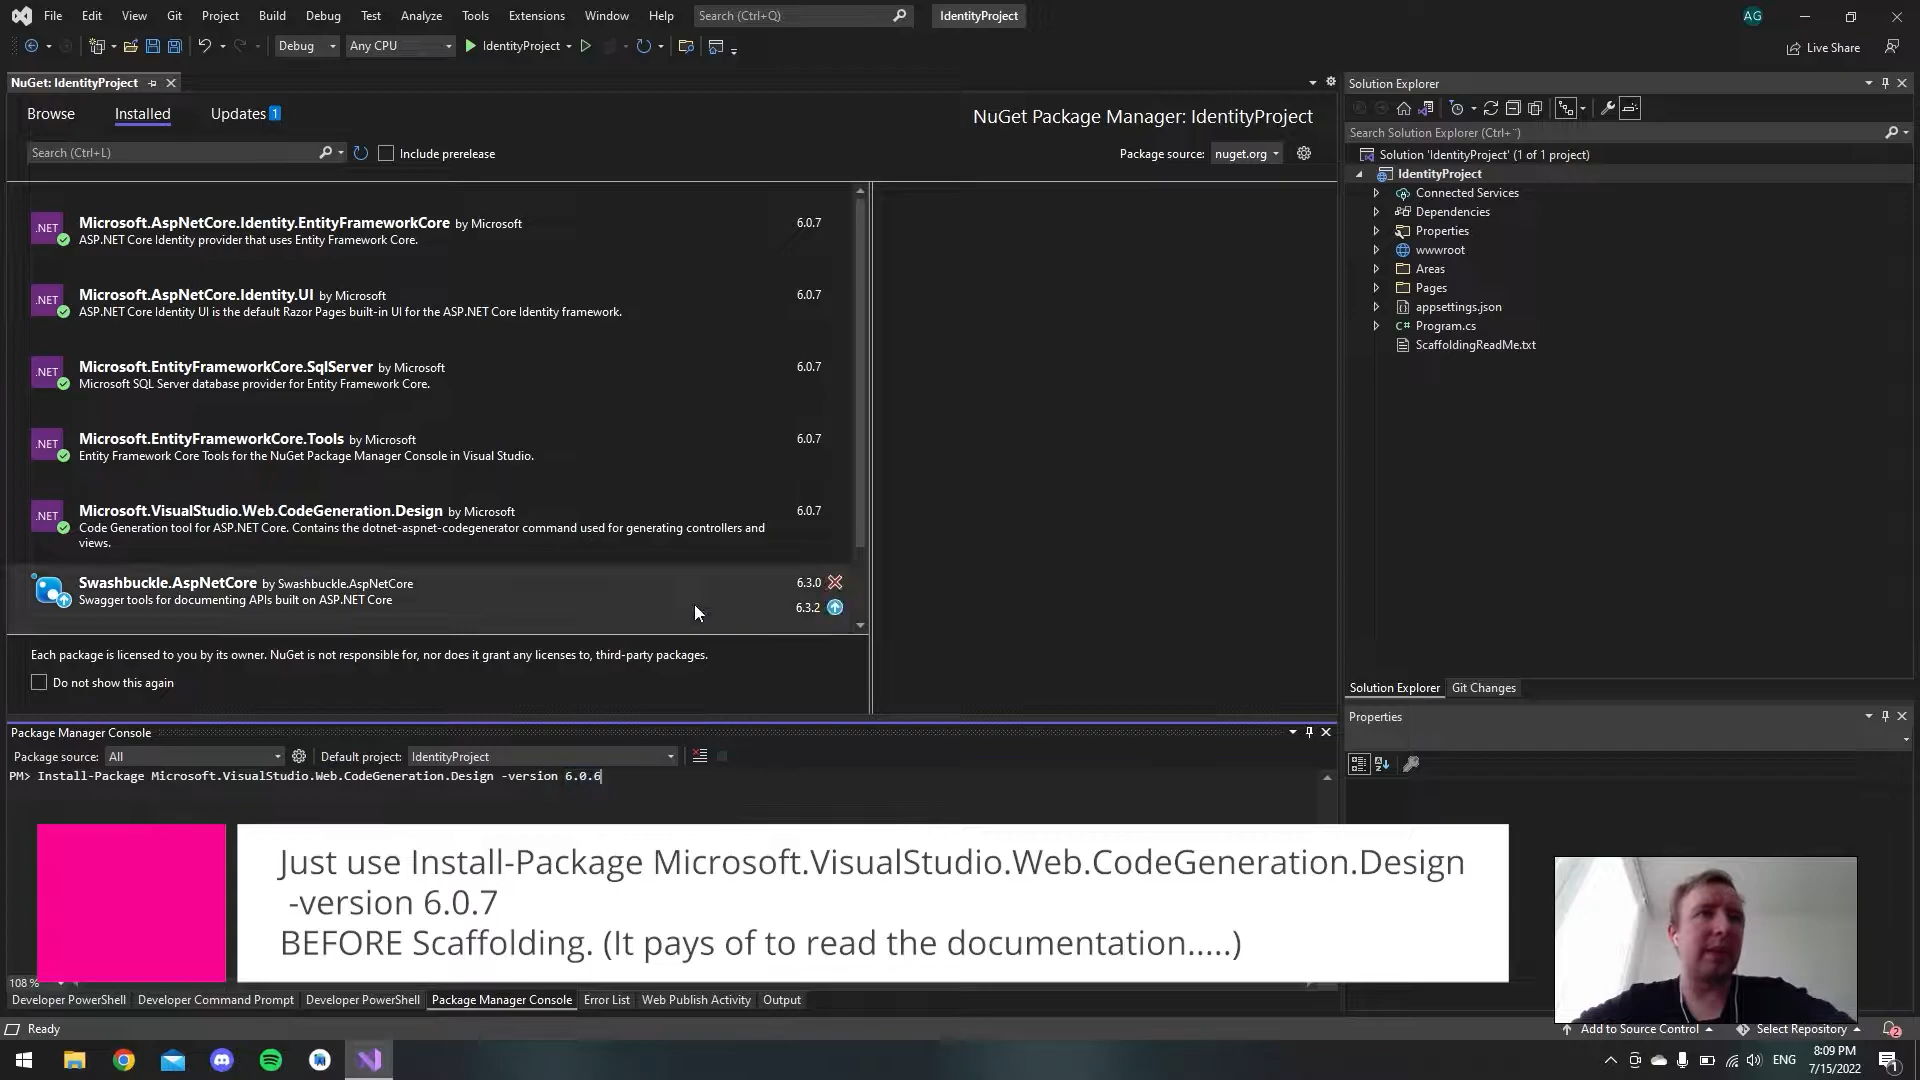 File Edit View Git Project Build Debug Test Analyze Tools Extensions Window Help Search (Ctrl+Q) IdentityProject AG
Debug Any CPU IdentityProject Live Share
NuGet: IdentityProject
Browse Installed Updates 1
NuGet Package Manager: IdentityProject
Search (Ctrl+L) Include prerelease
Package source: nuget.org
.NET Microsoft.AspNetCore.Identity.EntityFrameworkCore by Microsoft 6.0.7
ASP.NET Core Identity provider that uses Entity Framework Core.
.NET Microsoft.AspNetCore.Identity.UI by Microsoft 6.0.7
ASP.NET Core Identity UI is the default Razor Pages built-in UI for the ASP.NET Core Identity framework.
.NET Microsoft.EntityFrameworkCore.SqlServer by Microsoft 6.0.7
Microsoft SQL Server database provider for Entity Framework Core.
.NET Microsoft.EntityFrameworkCore.Tools by Microsoft 6.0.7
Entity Framework Core Tools for the NuGet Package Manager Console in Visual Studio.
.NET Microsoft.VisualStudio.Web.CodeGeneration.Design by Microsoft 6.0.7
Code Generation tool for ASP.NET Core. Contains the dotnet-aspnet-codegenerator command used for generating controllers and
views.
Swashbuckle.AspNetCore by Swashbuckle.AspNetCore 6.3.0
Swagger tools for documenting APIs built on ASP.NET Core 6.3.2
Each package is licensed to you by its owner. NuGet is not responsible for, nor does it grant any licenses to, third-party packages.
Do not show this again
Solution Explorer
Search Solution Explorer (Ctrl+¨)
Solution 'IdentityProject' (1 of 1 project)
IdentityProject
Connected Services
Dependencies
Properties
wwwroot
Areas
Pages
appsettings.json
C# Program.cs
ScaffoldingReadMe.txt
Solution Explorer Git Changes
Properties
Package Manager Console
Package source: All Default project: IdentityProject
PM> Install-Package Microsoft.VisualStudio.Web.CodeGeneration.Design -version 6.0.6
Just use Install-Package Microsoft.VisualStudio.Web.CodeGeneration.Design
-version 6.0.7
BEFORE Scaffolding. (It pays of to read the documentation.....)
108 %
Developer PowerShell Developer Command Prompt Developer PowerShell Package Manager Console Error List Web Publish Activity Output
Ready Add to Source Control Select Repository 2
ENG 8:09 PM
7/15/2022 1